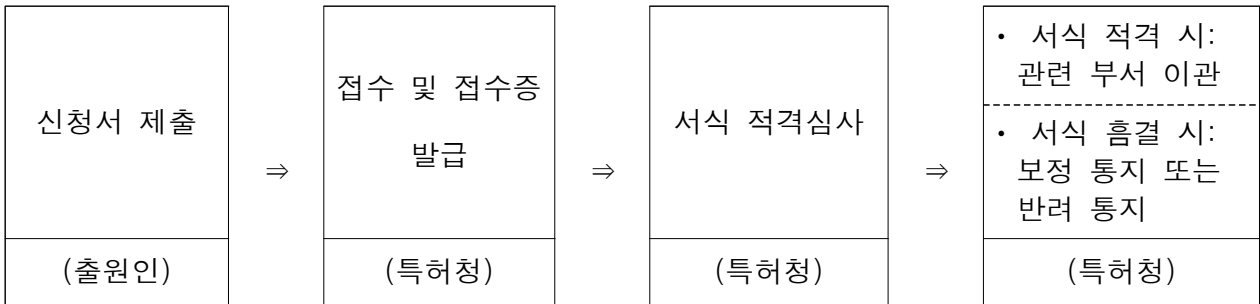 신청서 제출
(출원인)
⇒
접수 및 접수증
발급
(특허청)
⇒
서식 적격심사
(특허청)
⇒
• 서식 적격 시:
관련 부서 이관
• 서식 흠결 시:
보정 통지 또는
반려 통지
(특허청)